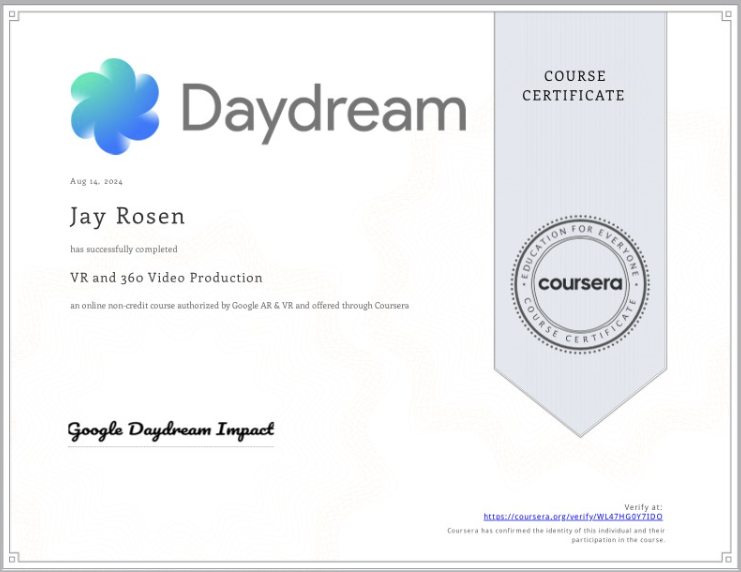 Daydream
COURSE
CERTIFICATE
Aug 14, 2024
Jay Rosen
has successfully completed
VR and 360 Video Production
an online non-credit course authorized by Google AR & VR and offered through Coursera
EDUCATION FOR EVERYONE
coursera
COURSE CERTIFICATE
Google Daydream Impact
Verify at:
https://coursera.org/verify/WL47HG0Y7IDO
Coursera has confirmed the identity of this individual and their
participation in the course.